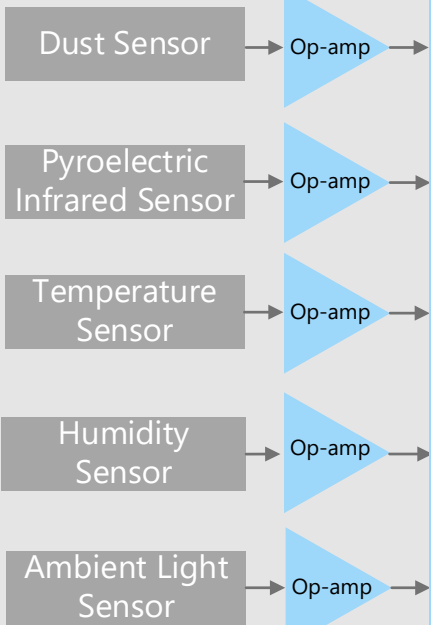 Dust Sensor
Op-amp
Pyroelectric
Infrared Sensor
Op-amp
Temperature
Sensor
Op-amp
Humidity
Sensor
Op-amp
Ambient Light
Sensor
Op-amp